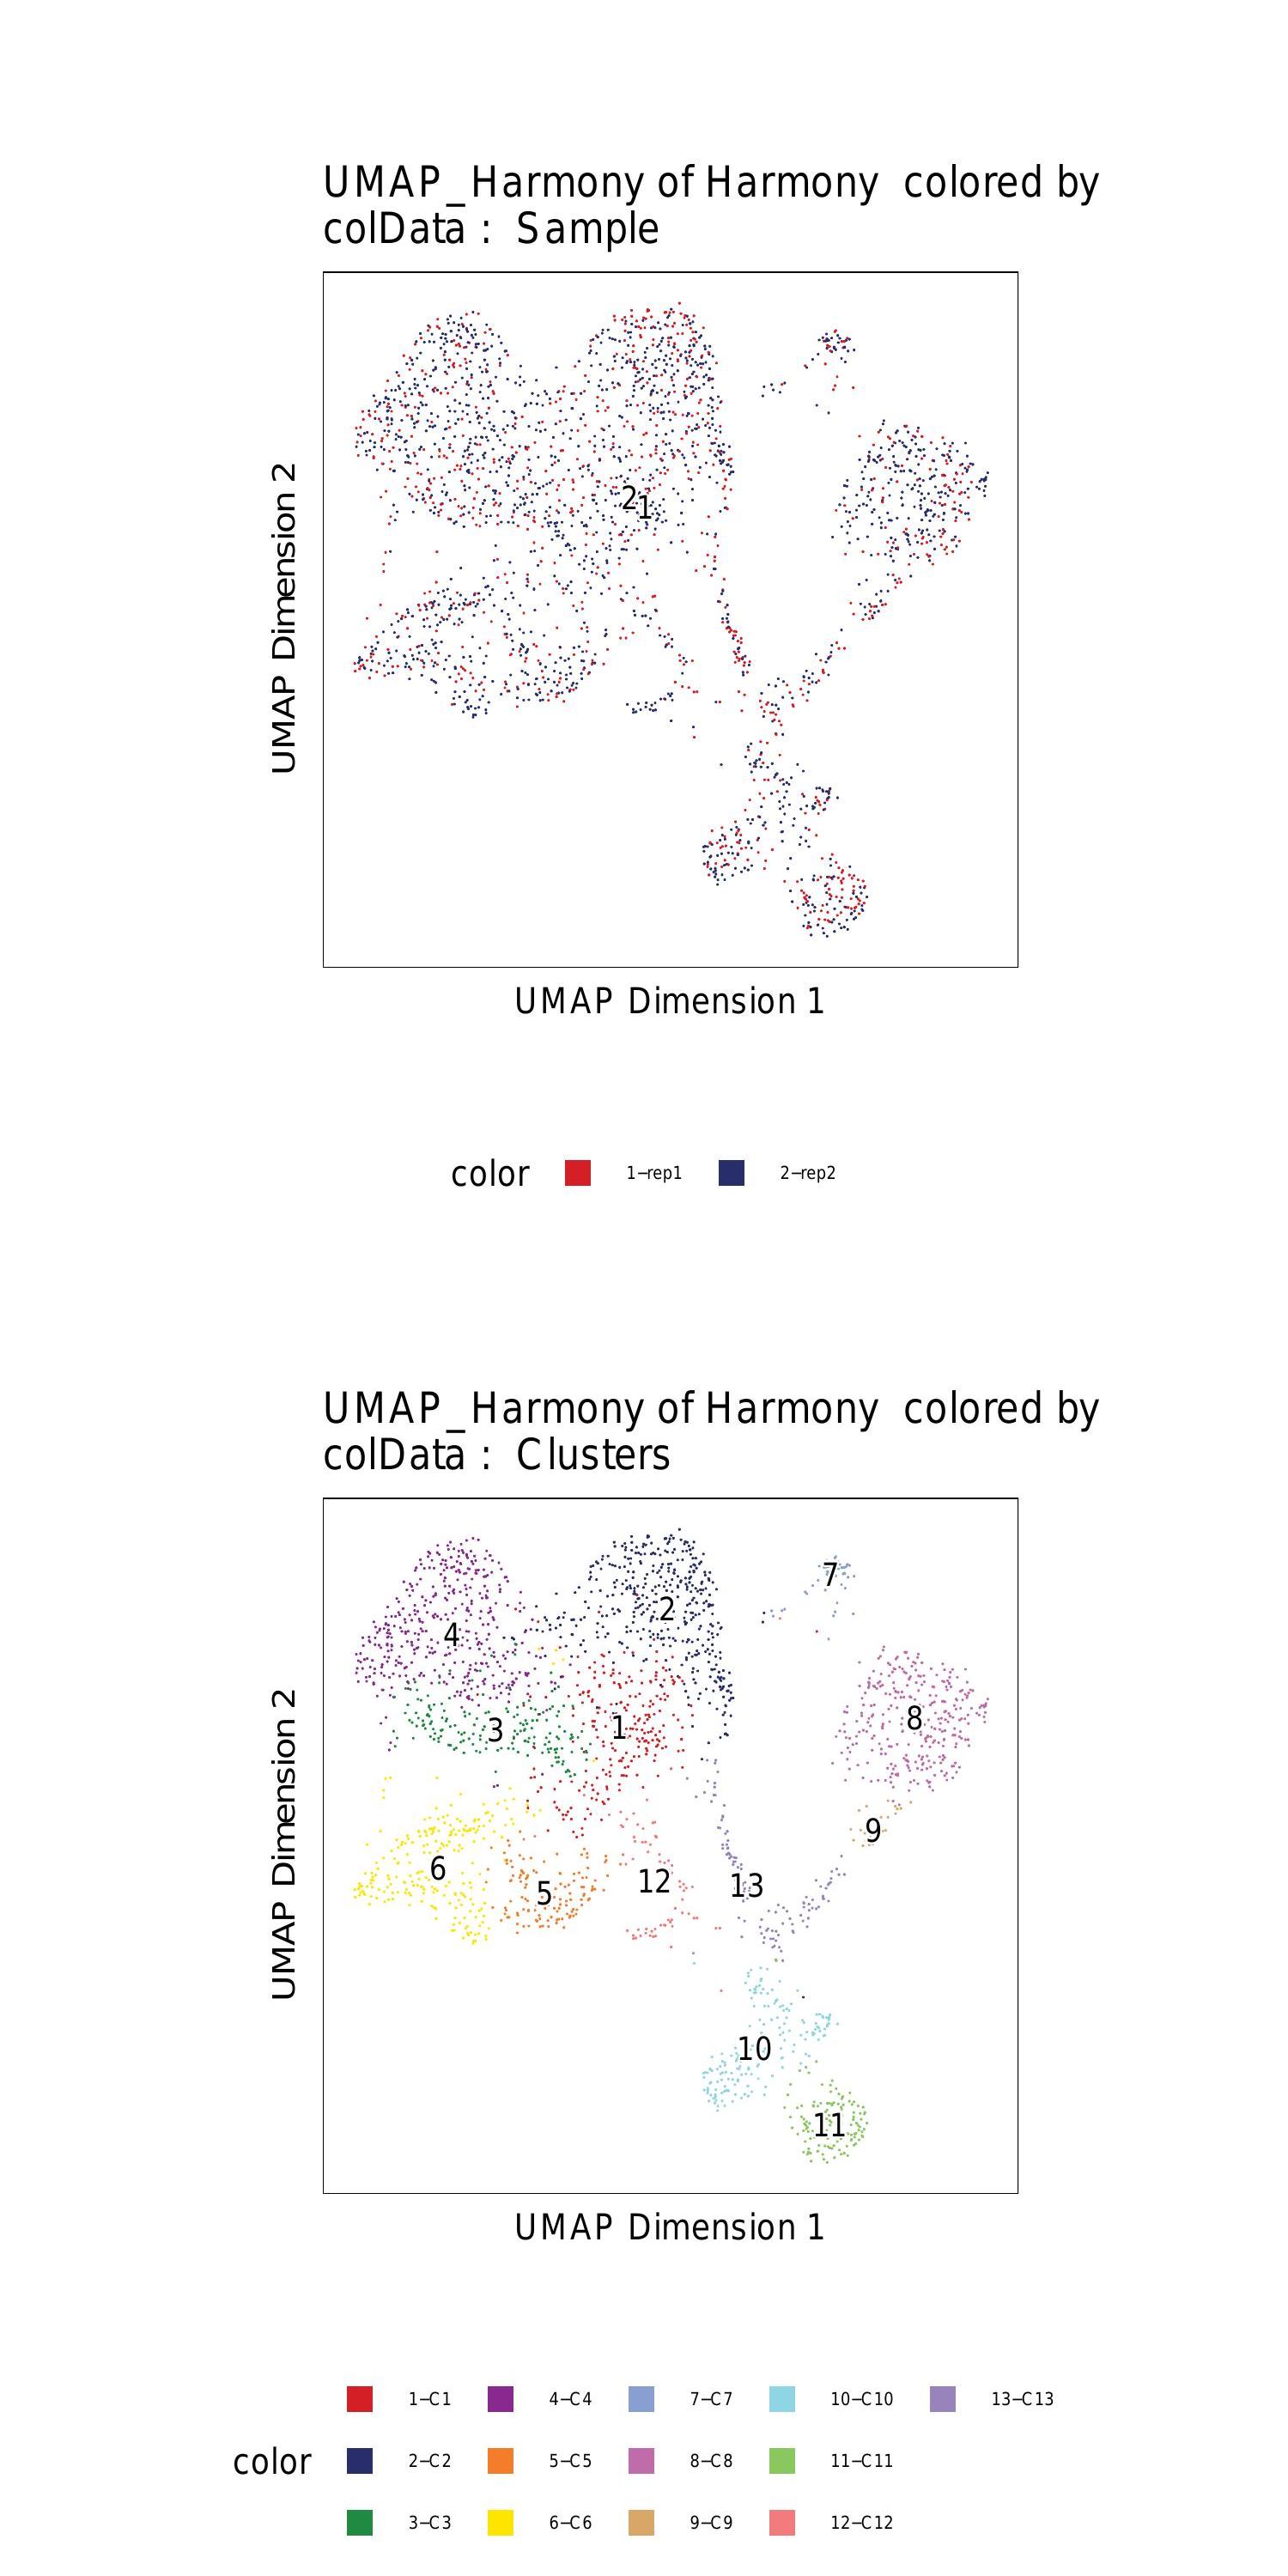 UMAP_Harmony of Harmony colored by
colData : Sample
UMAP Dimension 2
2
1
UMAP Dimension 1
color 1-rep1 2-rep2
UMAP_Harmony of Harmony colored by
colData : Clusters
UMAP Dimension 2
7
2
4
8
3
1
9
6
12
13
5
10
11
UMAP Dimension 1
1-C1 4-C4 7-C7 10-C10 13-C13
color 2-C2 5-C5 8-C8 11-C11
3-C3 6-C6 9-C9 12-C12